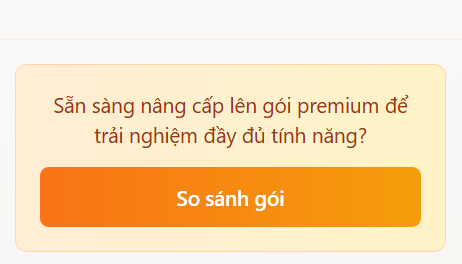 Sẵn sàng nâng cấp lên gói premium để
trải nghiệm đầy đủ tính năng?
So sánh gói